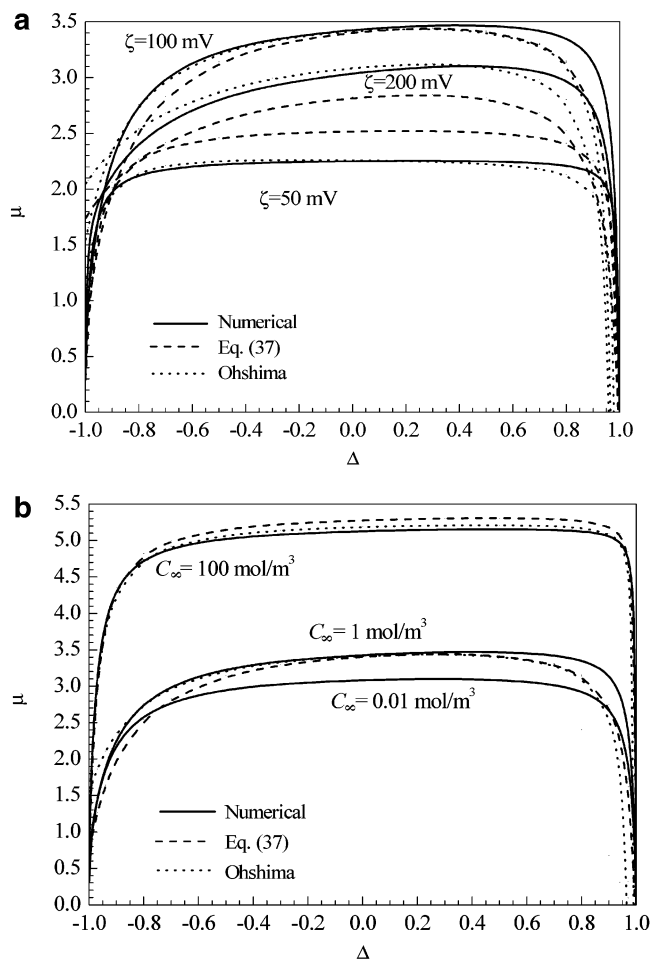 a
3.5
3.0
2.5
2.0
1.5
1.0
0.5
0.0
μ
ζ=100 mV
ζ=200 mV
ζ=50 mV
Numerical
Eq. (37)
Ohshima
-1.0 -0.8 -0.6 -0.4 -0.2 0.0 0.2 0.4 0.6 0.8 1.0
Δ
b
5.5
5.0
4.5
4.0
3.5
3.0
2.5
2.0
1.5
1.0
0.5
0.0
μ
C∞= 100 mol/m³
C∞= 1 mol/m³
C∞= 0.01 mol/m³
Numerical
Eq. (37)
Ohshima
-1.0 -0.8 -0.6 -0.4 -0.2 0.0 0.2 0.4 0.6 0.8 1.0
Δ